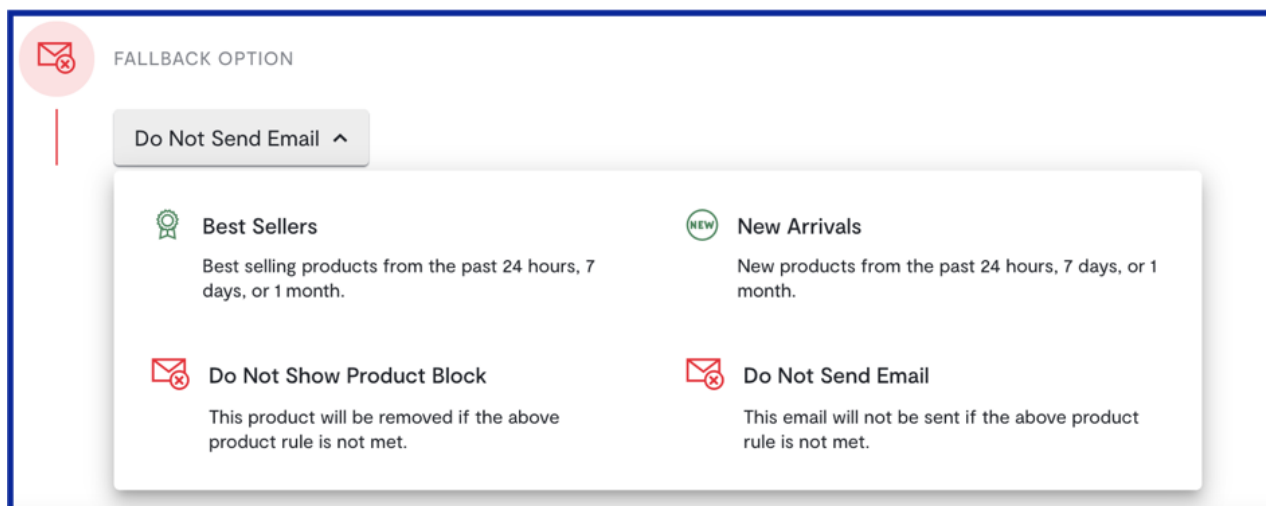 FALLBACK OPTION
Do Not Send Email
Best Sellers
Best selling products from the past 24 hours, 7
days, or 1 month.
NEW
New Arrivals
New products from the past 24 hours, 7 days, or 1
month.
Do Not Show Product Block
This product will be removed if the above
product rule is not met.
Do Not Send Email
This email will not be sent if the above product
rule is not met.